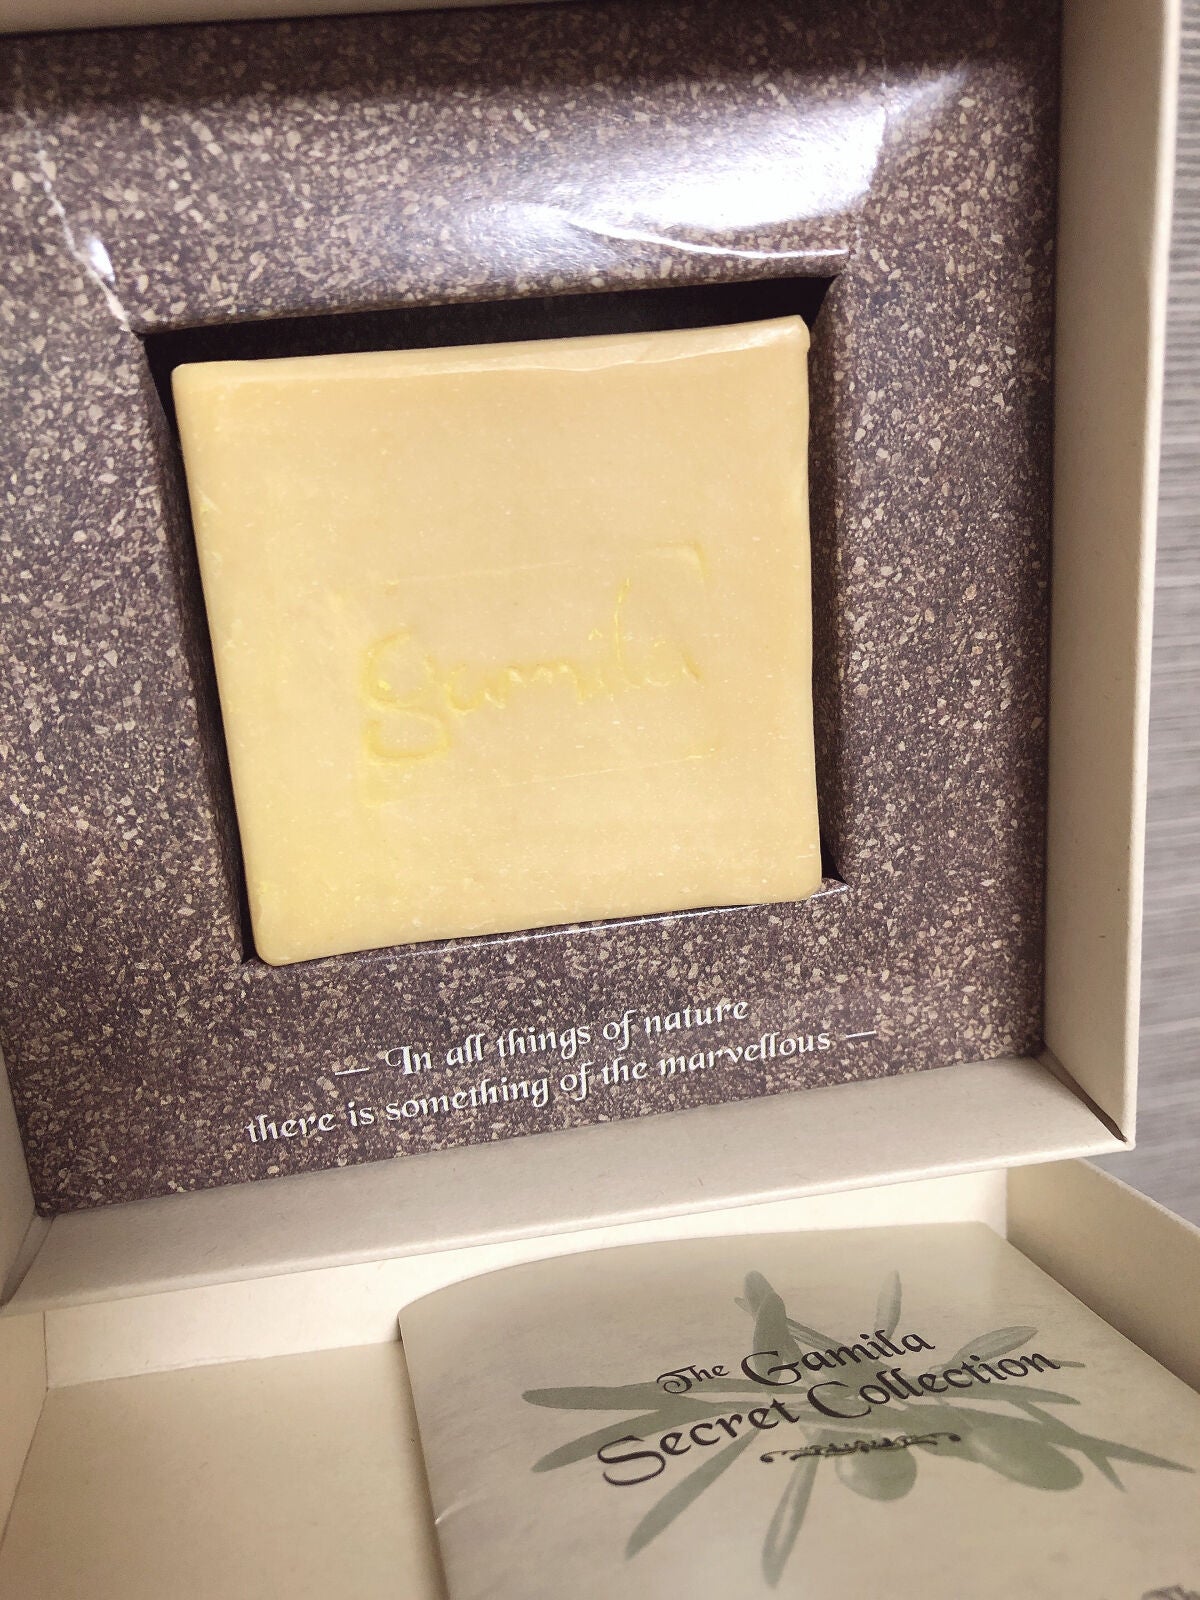 Gamila
— In all things of nature
there is something of the marvellous —
The Gamila
Secret Collection